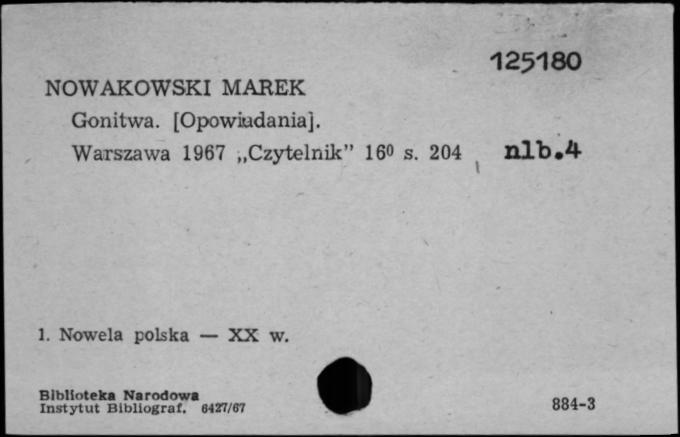 125180
NOWAKOWSKI MAREK
Gonitwa. [Opowiadania].
Warszawa 1967 „Czytelnik” 16⁰ s. 204, nlb.4
1. Nowela polska — XX w.
Biblioteka Narodowa
Instytut Bibliograf. 6427/67
884-3